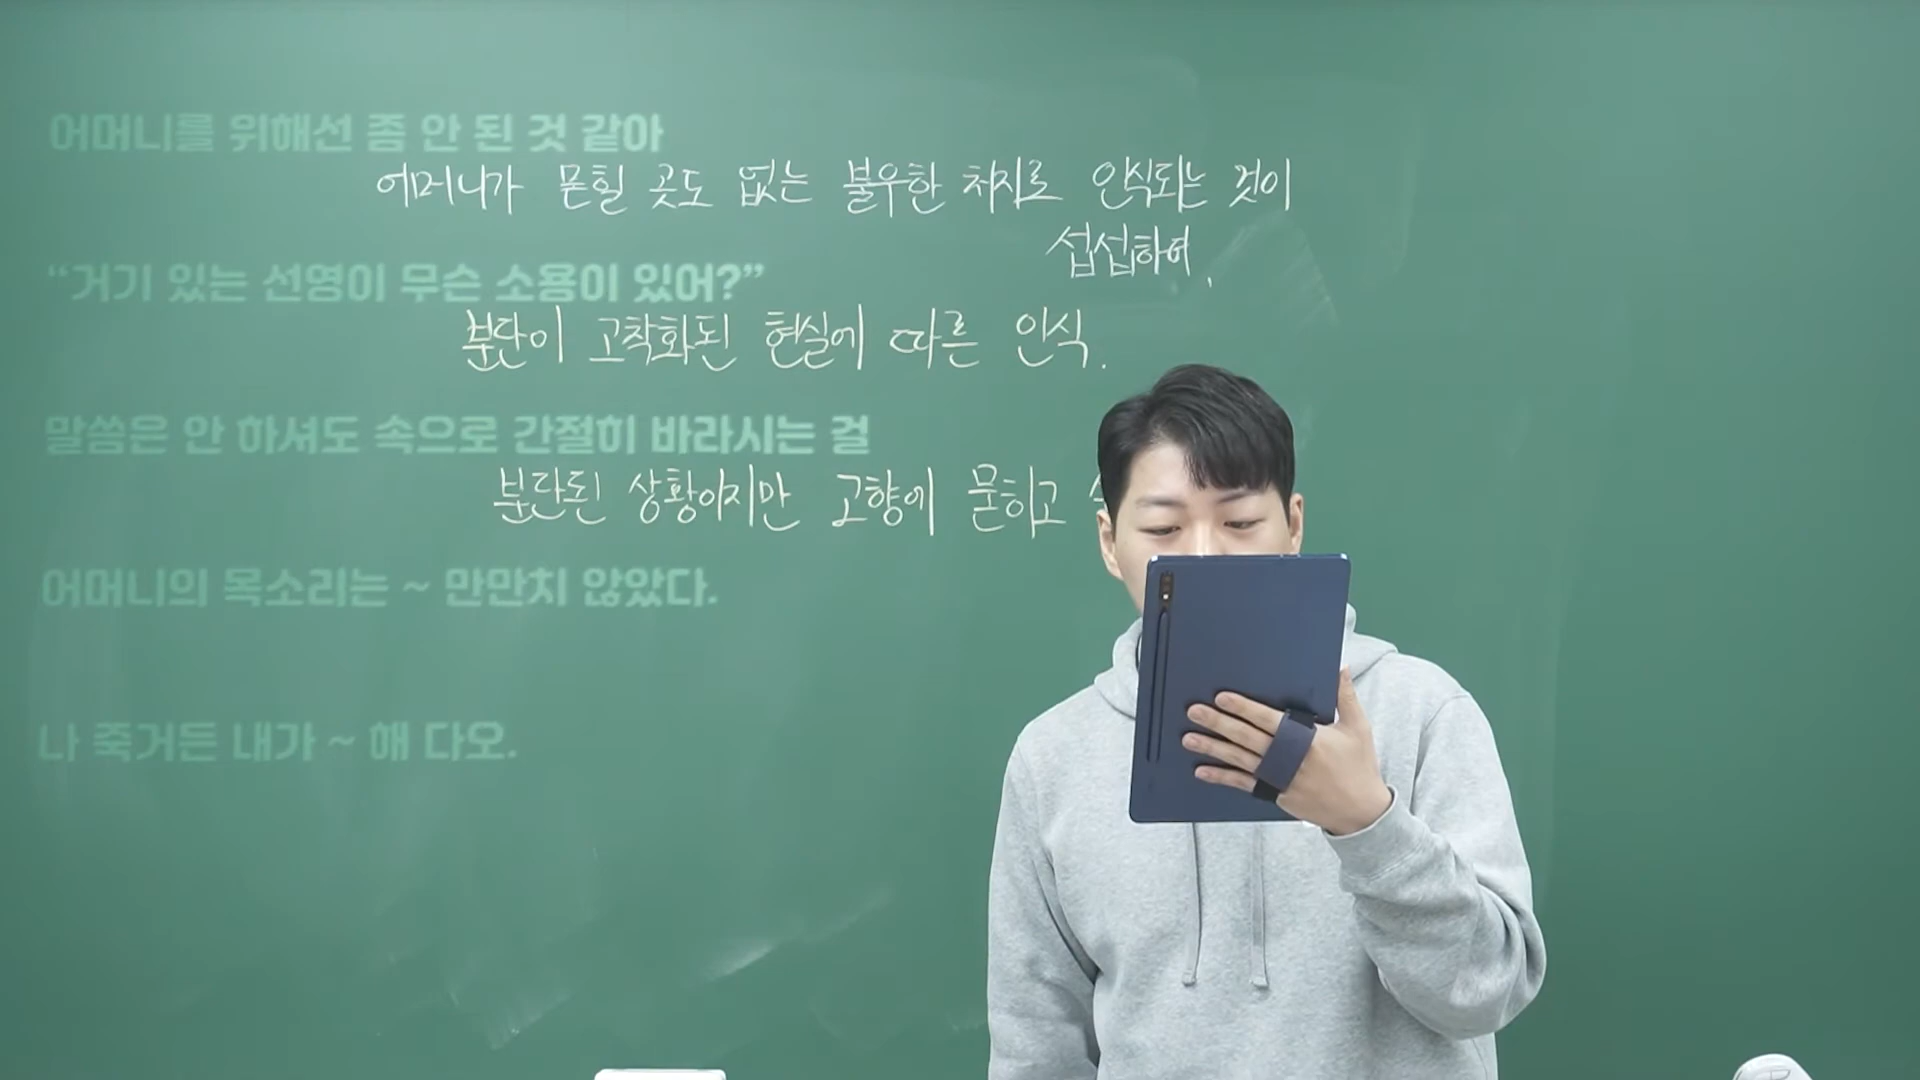 어머니를 위해선 좀 안 된 것 같아
어머니가 묻힐 곳도 없는 불우한 처지로 인식되는 것이
섭섭하여.
“거기 있는 선영이 무슨 소용이 있어?”
분단이 고착화된 현실에 따른 인식.
말씀은 안 하셔도 속으로 간절히 바라시는 걸
분단된 상황이지만 고향에 묻히고
어머니의 목소리는 ~ 만만치 않았다.
나 죽거든 내가 ~ 해 다오.